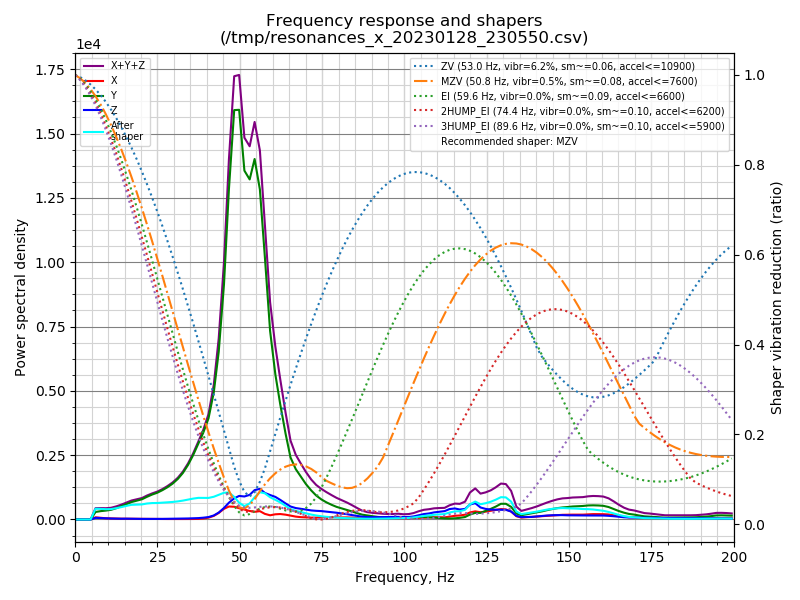 Frequency response and shapers
(/tmp/resonances_x_20230128_230550.csv)
1e4
X+Y+Z
X
Y
Z
After
shaper
ZV (53.0 Hz, vibr=6.2%, sm~=0.06, accel<=10900)
MZV (50.8 Hz, vibr=0.5%, sm~=0.08, accel<=7600)
EI (59.6 Hz, vibr=0.0%, sm~=0.09, accel<=6600)
2HUMP_EI (74.4 Hz, vibr=0.0%, sm~=0.10, accel<=6200)
3HUMP_EI (89.6 Hz, vibr=0.0%, sm~=0.10, accel<=5900)
Recommended shaper: MZV
Power spectral density
1.75
1.50
1.25
1.00
0.75
0.50
0.25
0.00
1.0
0.8
0.6
0.4
0.2
0.0
Shaper vibration reduction (ratio)
0
25
50
75
100
125
150
175
200
Frequency, Hz